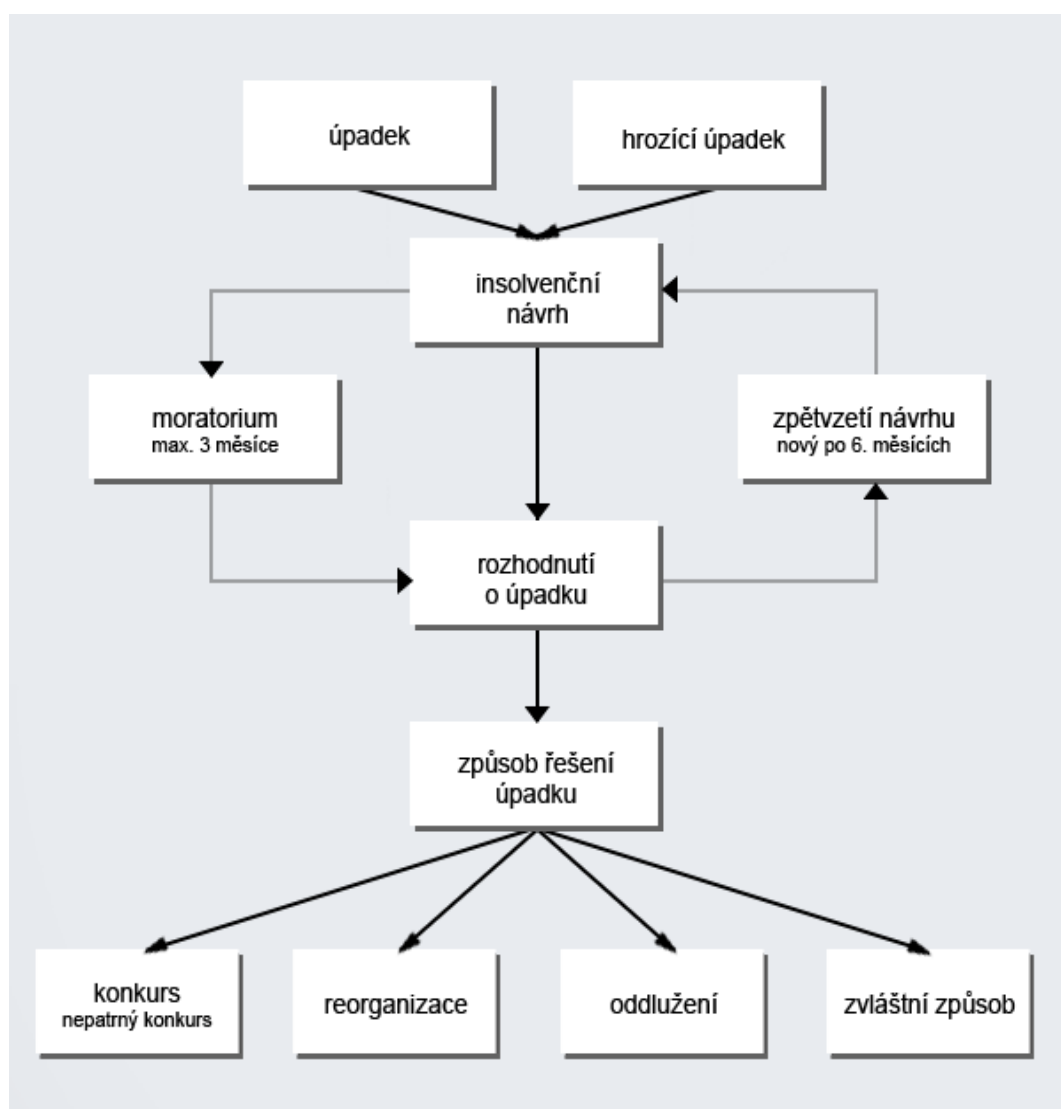 úpadek
hrozící úpadek
insolvenční
návrh
moratorium
max. 3 měsíce
zpětvzetí návrhu
nový po 6. měsících
rozhodnutí
o úpadku
způsob řešení
úpadku
konkurs
nepatrný konkurs
reorganizace
oddlužení
zvláštní způsob